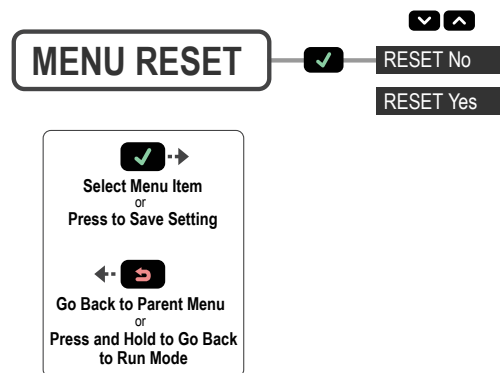 MENU RESET
RESET No
RESET Yes
Select Menu Item
or
Press to Save Setting
Go Back to Parent Menu
or
Press and Hold to Go Back
to Run Mode